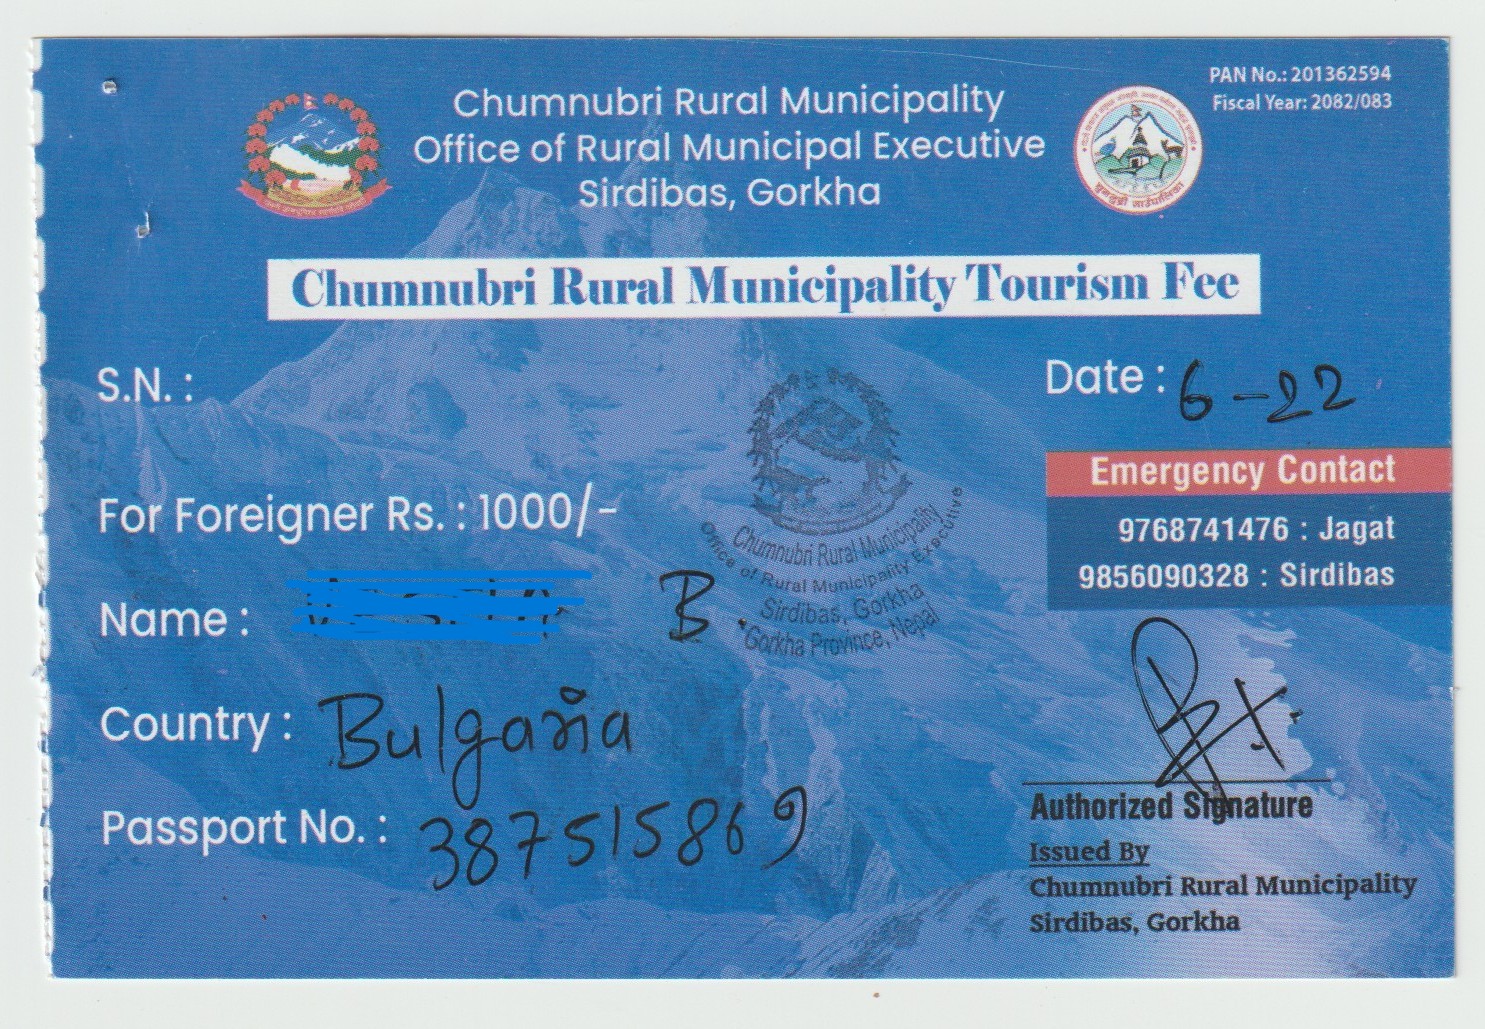 PAN No.: 201362594
Fiscal Year: 2082/083
Chumnubri Rural Municipality
Office of Rural Municipal Executive
Sirdibas, Gorkha
Chumnubri Rural Municipality Tourism Fee
S.N. :
Date : 6-22
Emergency Contact
9768741476 : Jagat
9856090328 : Sirdibas
For Foreigner Rs. : 1000/-
Chumnubri Rural Municipality
Office of Rural Municipality Executive
Sirdibas, Gorkha
Gorkha Province, Nepal
Name : B.
Country : Bulgaria
Passport No. : 387515869
Authorized Signature
Issued By
Chumnubri Rural Municipality
Sirdibas, Gorkha